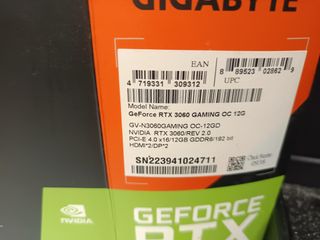 GIGABYTE
EAN
4 719331 309312
8 89523 02862 9
UPC
Model Name:
GeForce RTX 3060 GAMING OC 12G
GV-N3060GAMING OC-12GD
NVIDIA RTX 3060/REV 2.0
PCI-E 4.0 x16/12GB GDDR6/192 bit
HDMI*2/DP*2
SN223941024711
NVIDIA
GEFORCE
RTX